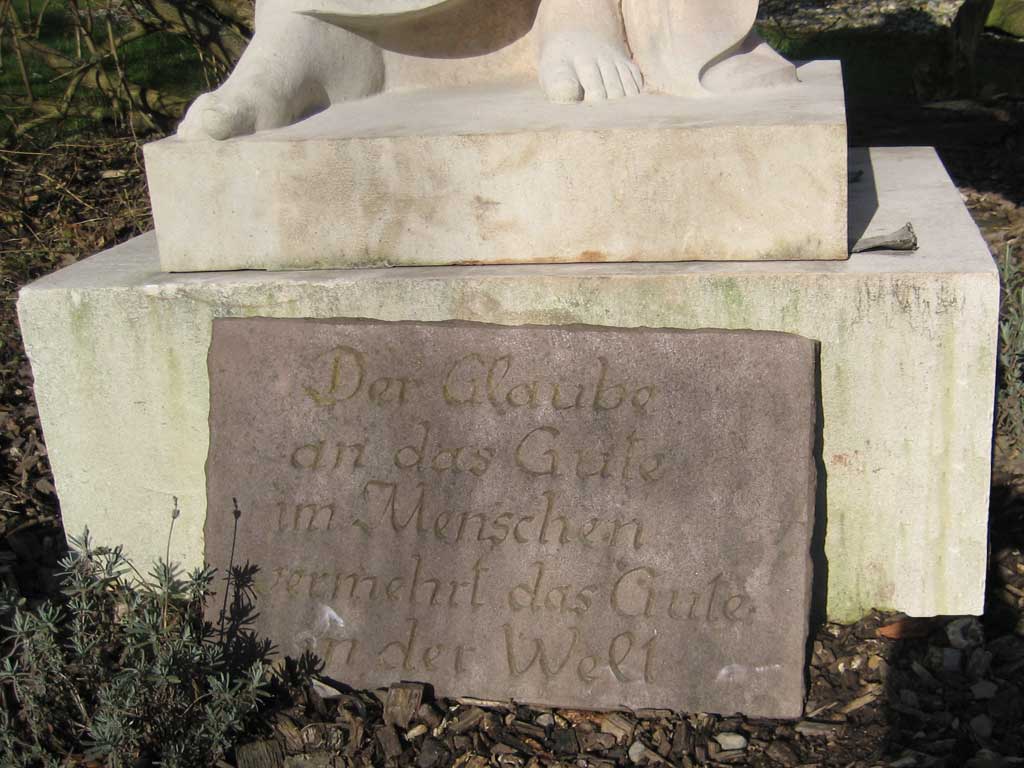 Der Glaube
an das Gute
im Menschen
vermehrt das Gute
in der Welt